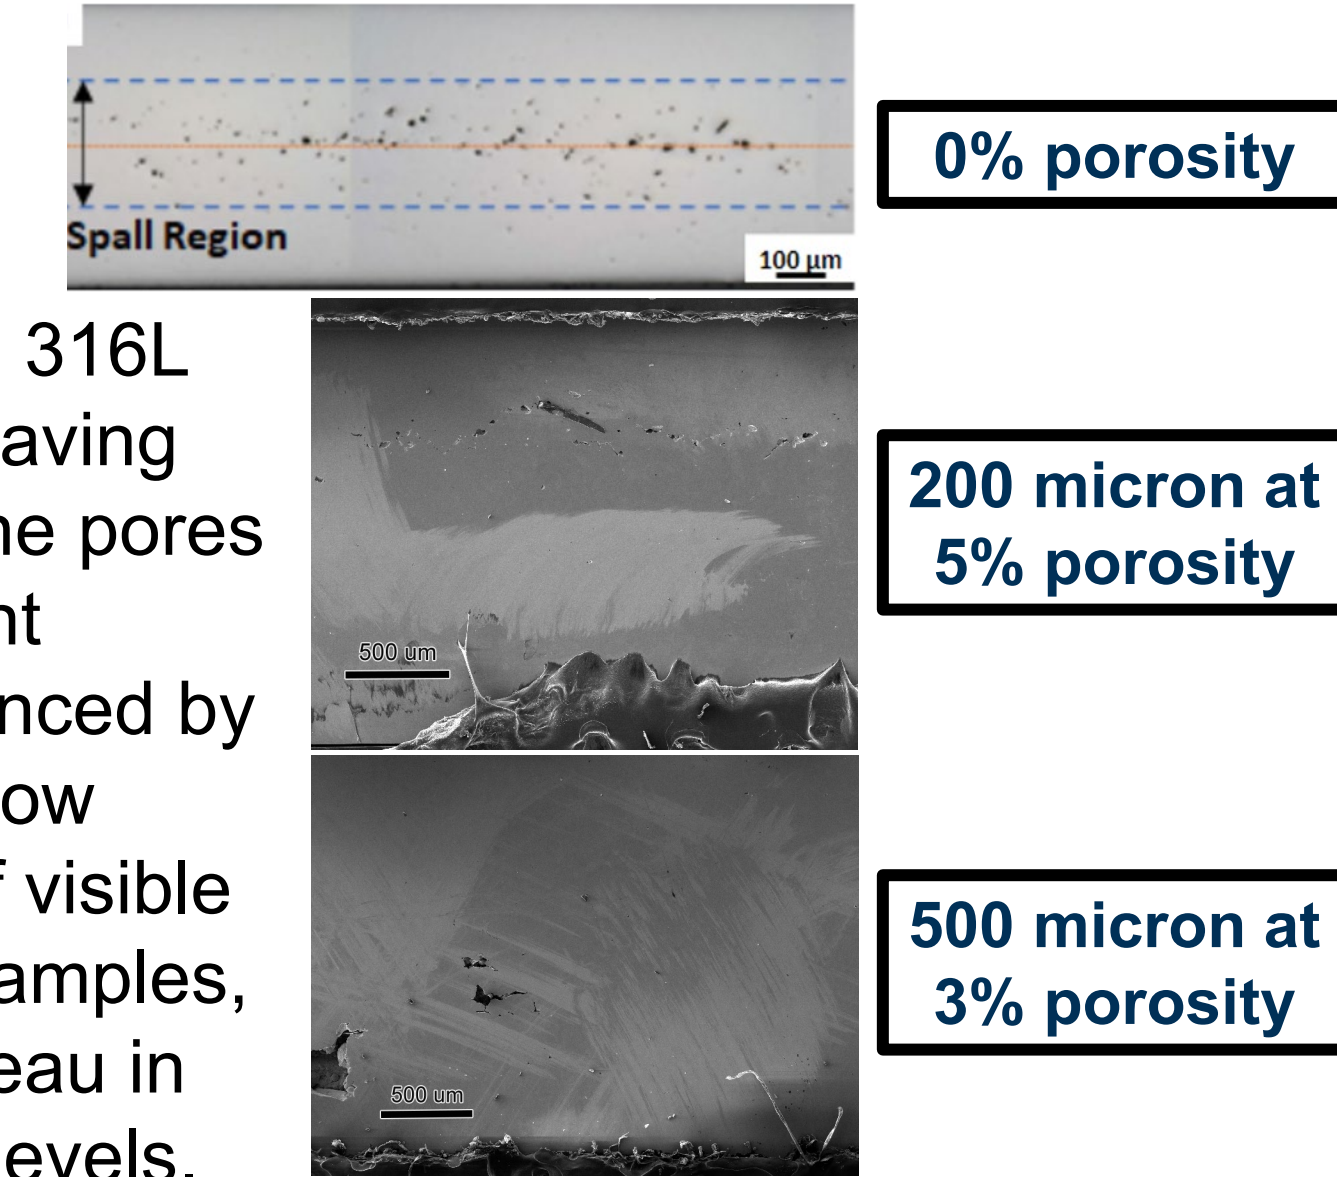 Spall Region
100 µm
0% porosity
316L
aving
ne pores
nt
nced by
ow
f visible
amples,
eau in
evels.
500 um
200 micron at
5% porosity
500 um
500 micron at
3% porosity